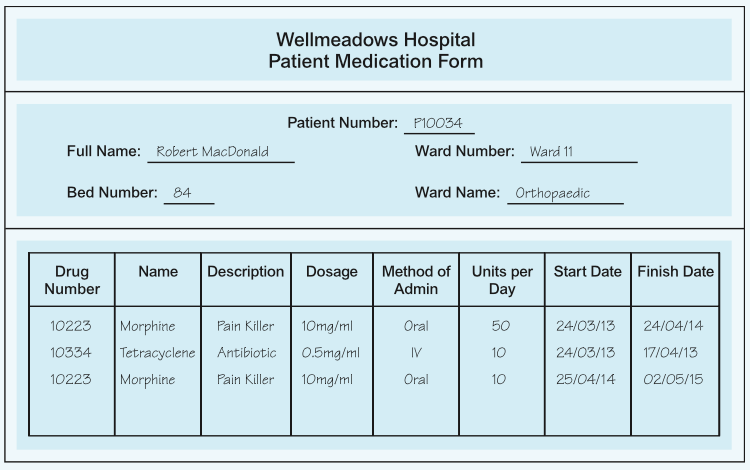 Wellmeadows Hospital
Patient Medication Form
Patient Number: P10034
Full Name: Robert MacDonald Ward Number: Ward 11
Bed Number: 84 Ward Name: Orthopaedic
Drug Number Name Description Dosage Method of Admin Units per Day Start Date Finish Date
10223 Morphine Pain Killer 10mg/ml Oral 50 24/03/13 24/04/14
10334 Tetracyclene Antibiotic 0.5mg/ml IV 10 24/03/13 17/04/13
10223 Morphine Pain Killer 10mg/ml Oral 10 25/04/14 02/05/15